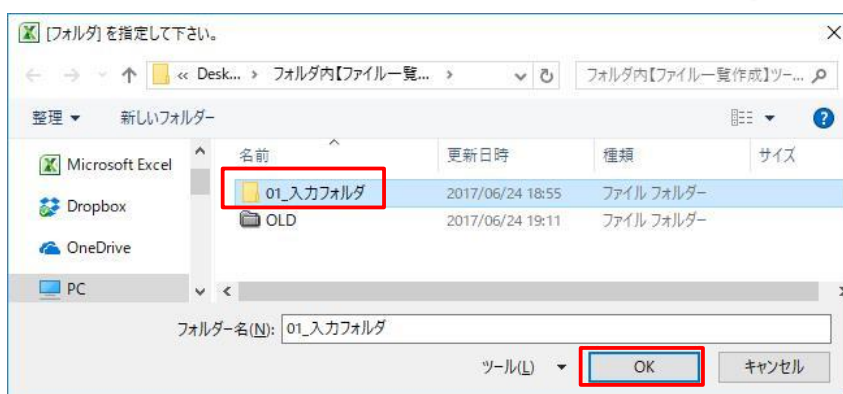 [フォルダ] を指定して下さい。
« Desk... › フォルダ内【ファイル一覧... ›
フォルダ内【ファイル一覧作成】ツー...
整理 新しいフォルダー
名前 更新日時 種類 サイズ
Microsoft Excel
01_入力フォルダ 2017/06/24 18:55 ファイル フォルダー
Dropbox
OLD 2017/06/24 19:11 ファイル フォルダー
OneDrive
PC
フォルダー名(N): 01_入力フォルダ
ツール(L) OK キャンセル